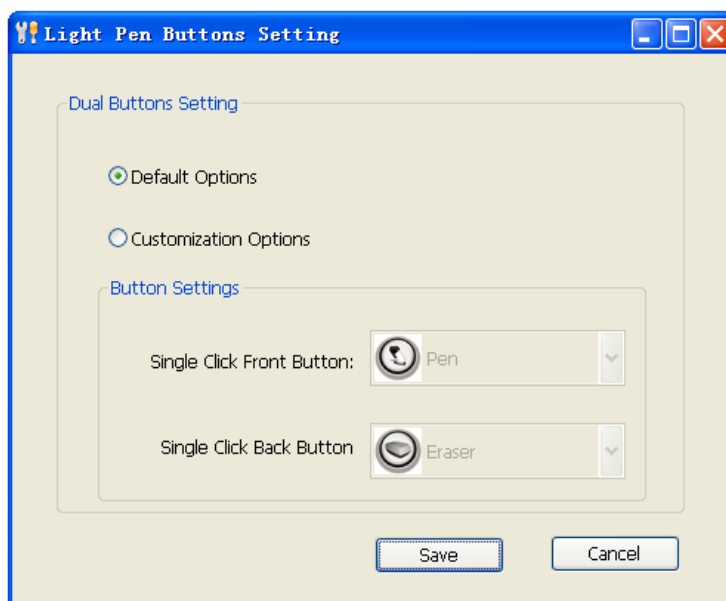 Light Pen Buttons Setting
Dual Buttons Setting
Default Options
Customization Options
Button Settings
Single Click Front Button: Pen
Single Click Back Button Eraser
Save Cancel